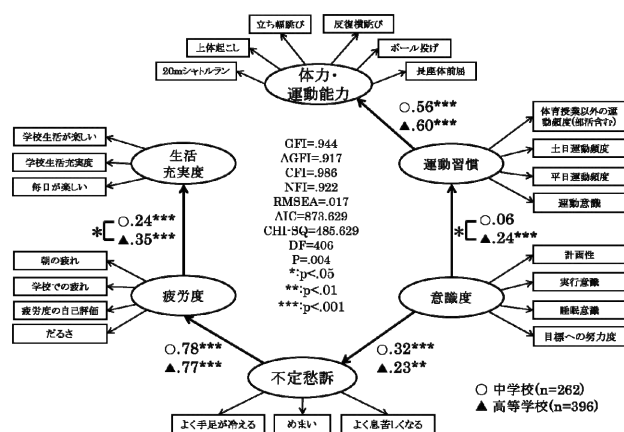 立ち幅跳び
反復横跳び
上体起こし
ボール投げ
20mシャトルラン
体力・
運動能力
長座体前屈
○.56***
▲.60***
学校生活が楽しい
学校生活充実度
毎日が楽しい
生活
充実度
GFI=.944
AGFI=.917
CFI=.986
NFI=.922
RMSEA=.017
AIC=873.629
CHI-SQ=485.629
DF=406
P=.004
*:p<.05
**:p<.01
***:p<.001
運動習慣
体育授業以外の運
動頻度(部活含む)
土日運動頻度
平日運動頻度
運動意識
*
○.24***
▲.35***
*
○.06
▲.24***
朝の疲れ
学校での疲れ
疲労度の自己評価
だるさ
疲労度
意識度
計画性
実行意識
睡眠意識
目標への努力度
○.78***
▲.77***
○.32***
▲.23**
不定愁訴
よく手足が冷える
めまい
よく息苦しくなる
○ 中学校(n=262)
▲ 高等学校(n=396)